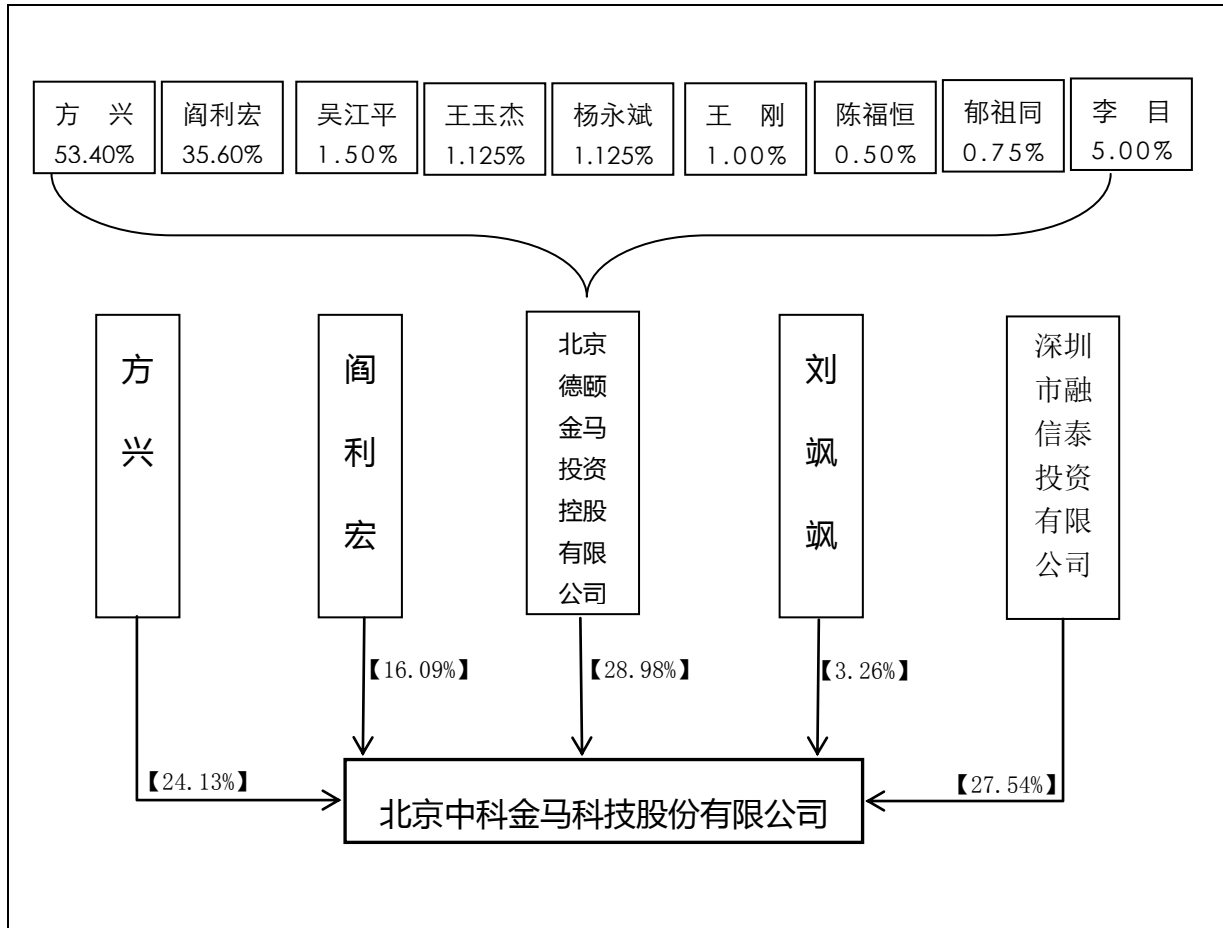 方 兴
53.40%
阎利宏
35.60%
吴江平
1.50%
王玉杰
1.125%
杨永斌
1.125%
王 刚
1.00%
陈福恒
0.50%
郁祖同
0.75%
李 目
5.00%
方
兴
阎
利
宏
北京
德颐
金马
投资
控股
有限
公司
刘
飒
飒
深圳
市融
信泰
投资
有限
公司
【16.09%】
【28.98%】
【3.26%】
【24.13%】
【27.54%】
北京中科金马科技股份有限公司